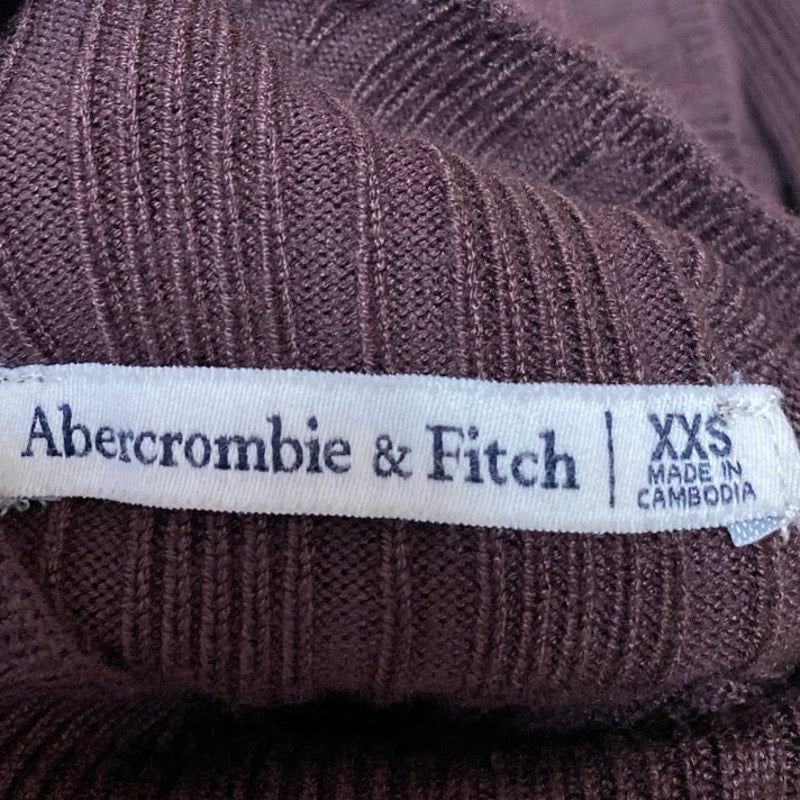 Abercrombie & Fitch | XXS
MADE IN
CAMBODIA